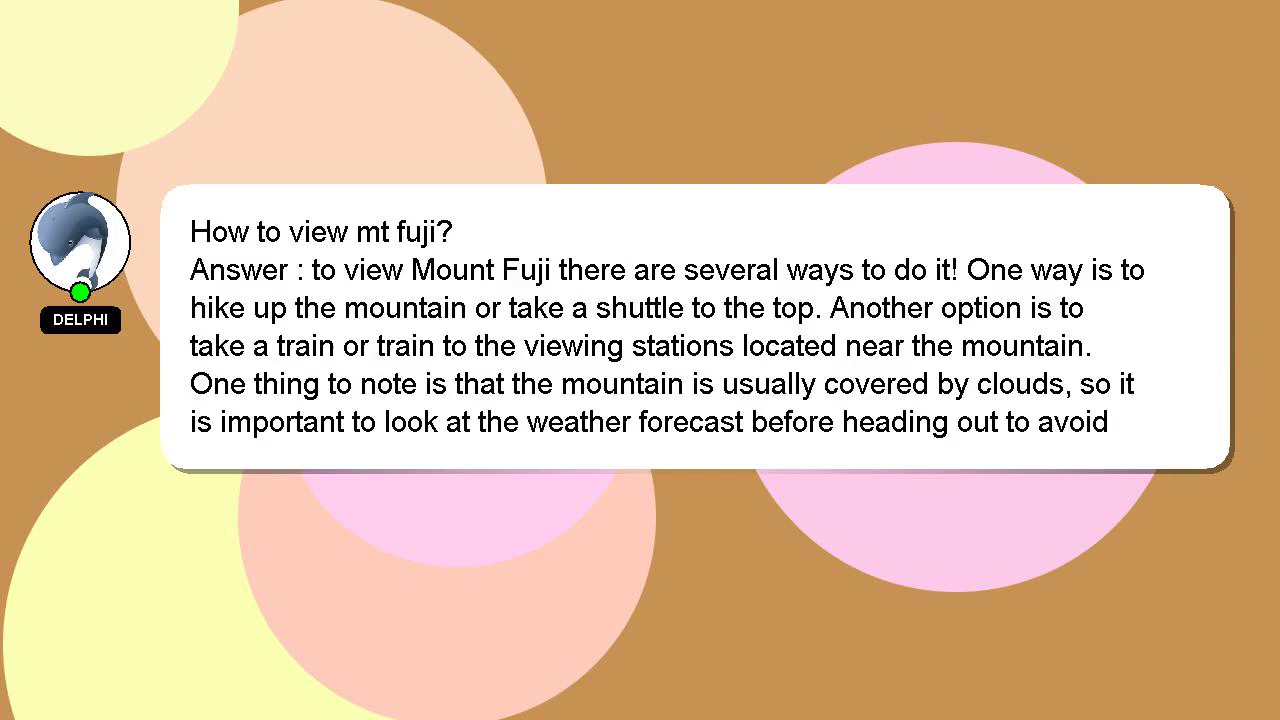 How to view mt fuji?
Answer : to view Mount Fuji there are several ways to do it! One way is to
hike up the mountain or take a shuttle to the top. Another option is to
take a train or train to the viewing stations located near the mountain.
One thing to note is that the mountain is usually covered by clouds, so it
is important to look at the weather forecast before heading out to avoid
DELPHI